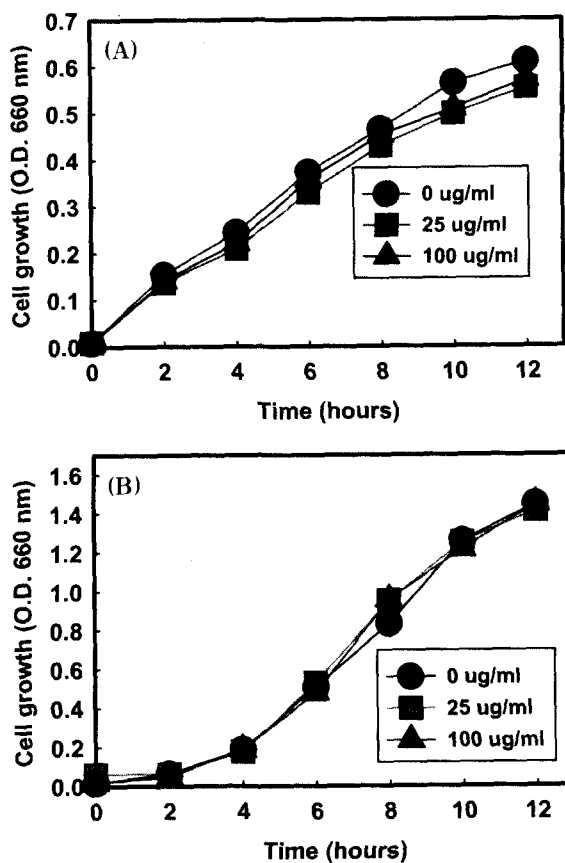 (A)
Cell growth (O.D. 660 nm)
0.7
0.6
0.5
0.4
0.3
0.2
0.1
0.0
0 ug/ml
25 ug/ml
100 ug/ml
0 2 4 6 8 10 12
Time (hours)
(B)
Cell growth (O.D. 660 nm)
1.6
1.4
1.2
1.0
0.8
0.6
0.4
0.2
0.0
0 ug/ml
25 ug/ml
100 ug/ml
0 2 4 6 8 10 12
Time (hours)